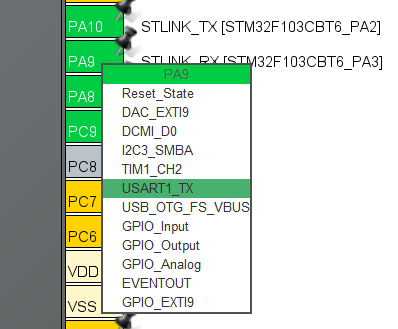 PA10 STLINK_TX [STM32F103CBT6_PA2]
PA9 STLINK_RX [STM32F103CBT6_PA3]
PA9
PA8
Reset_State
DAC_EXTI9
PC9
DCMI_D0
I2C3_SMBA
PC8
TIM1_CH2
USART1_TX
PC7
USB_OTG_FS_VBUS
GPIO_Input
PC6
GPIO_Output
GPIO_Analog
VDD
EVENTOUT
GPIO_EXTI9
VSS